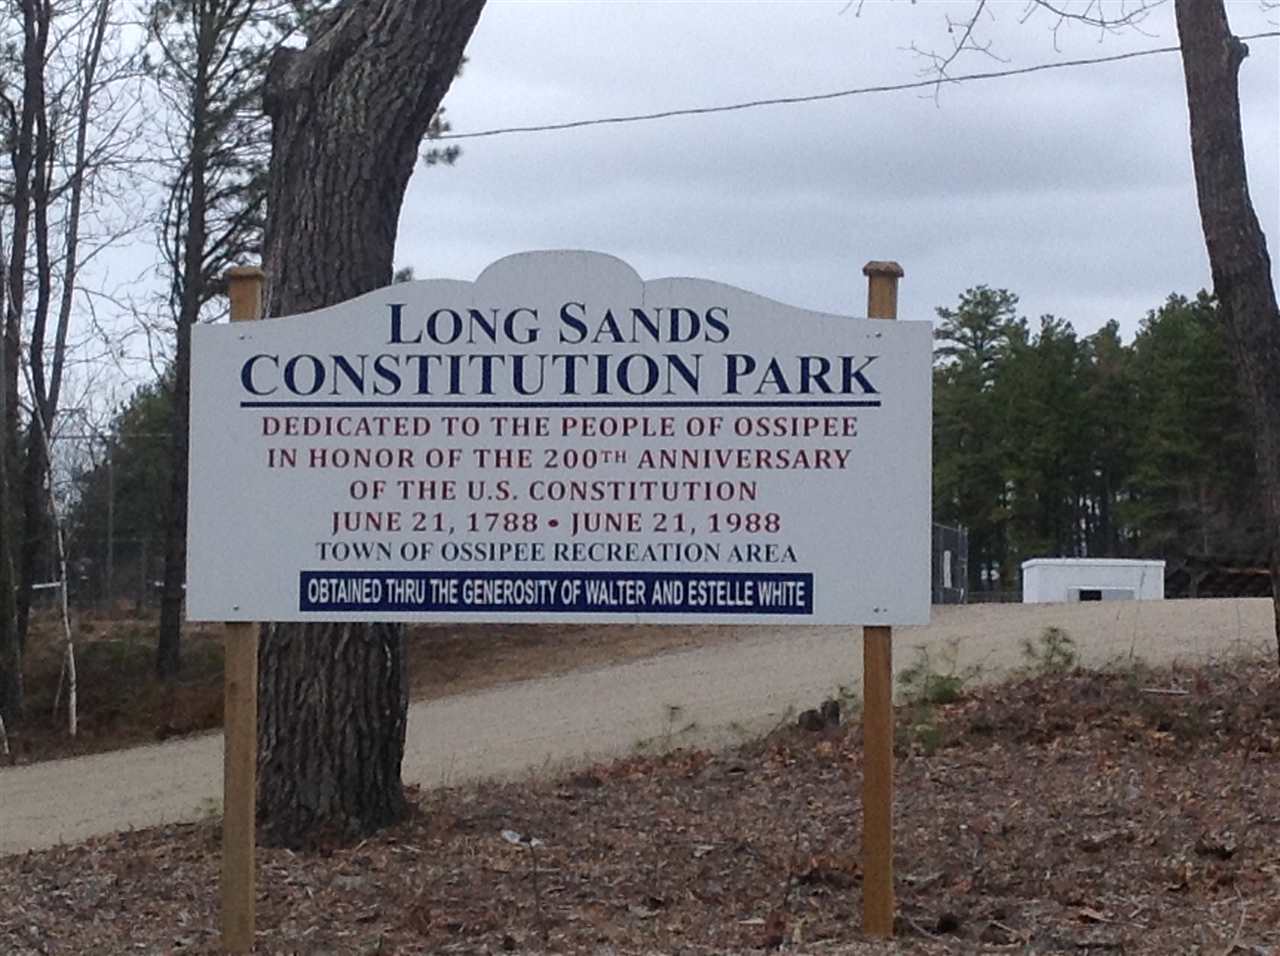 LONG SANDS
CONSTITUTION PARK
DEDICATED TO THE PEOPLE OF OSSIPEE
IN HONOR OF THE 200TH ANNIVERSARY
OF THE U.S. CONSTITUTION
JUNE 21, 1788 • JUNE 21, 1988
TOWN OF OSSIPEE RECREATION AREA
OBTAINED THRU THE GENEROSITY OF WALTER AND ESTELLE WHITE